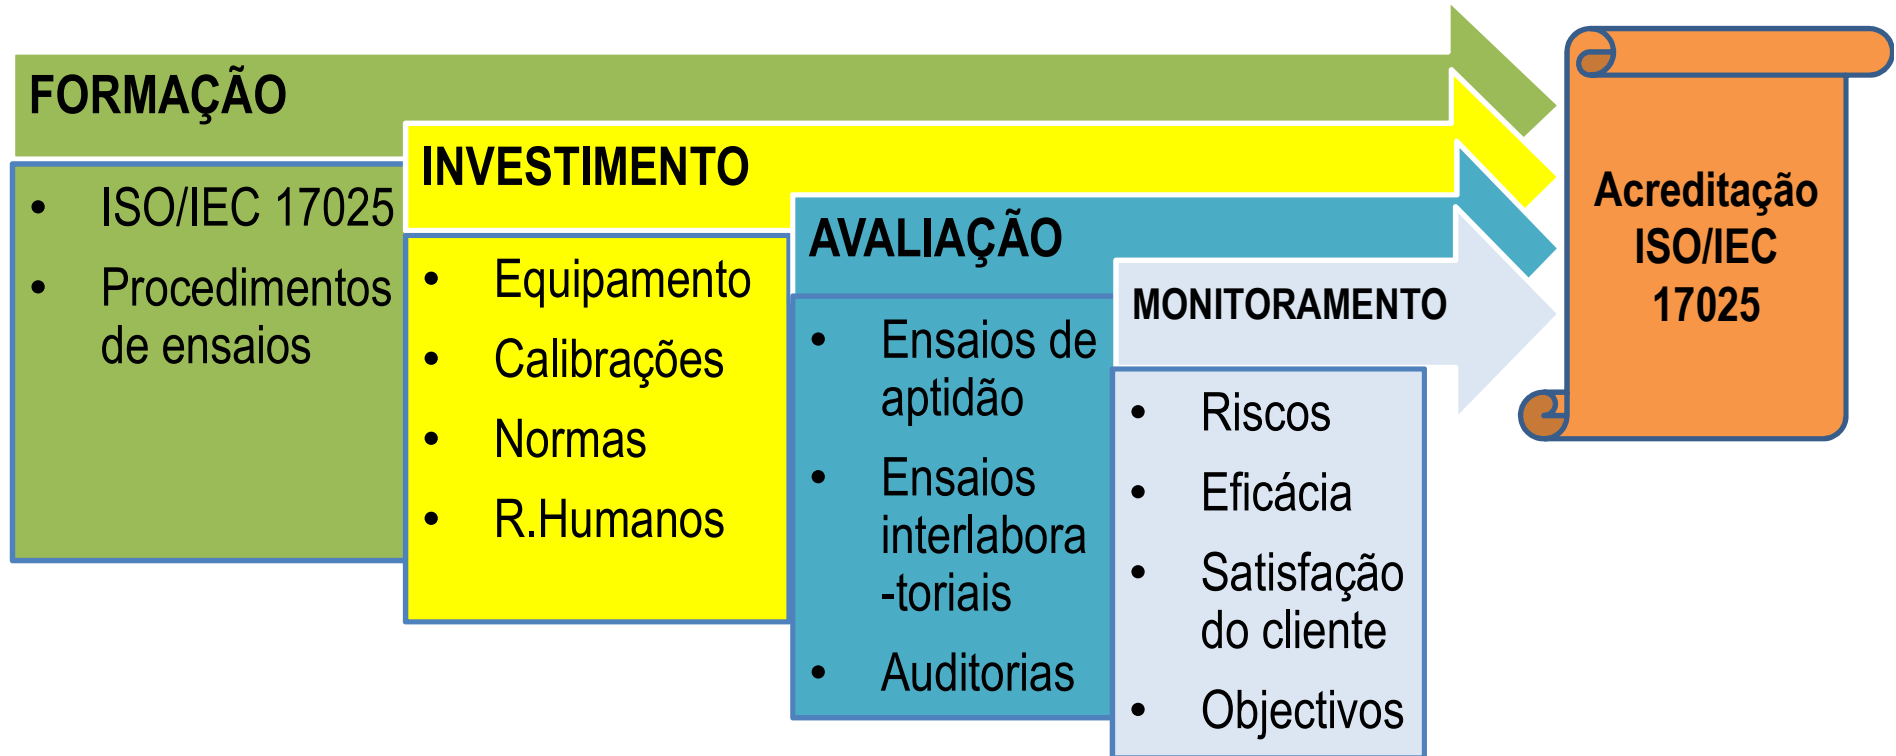 FORMAÇÃO
• ISO/IEC 17025
• Procedimentos
de ensaios
INVESTIMENTO
• Equipamento
• Calibrações
• Normas
• R.Humanos
AVALIAÇÃO
• Ensaios de
aptidão
• Ensaios
interlabora
-toriais
• Auditorias
MONITORAMENTO
• Riscos
• Eficácia
• Satisfação
do cliente
• Objectivos
Acreditação
ISO/IEC
17025